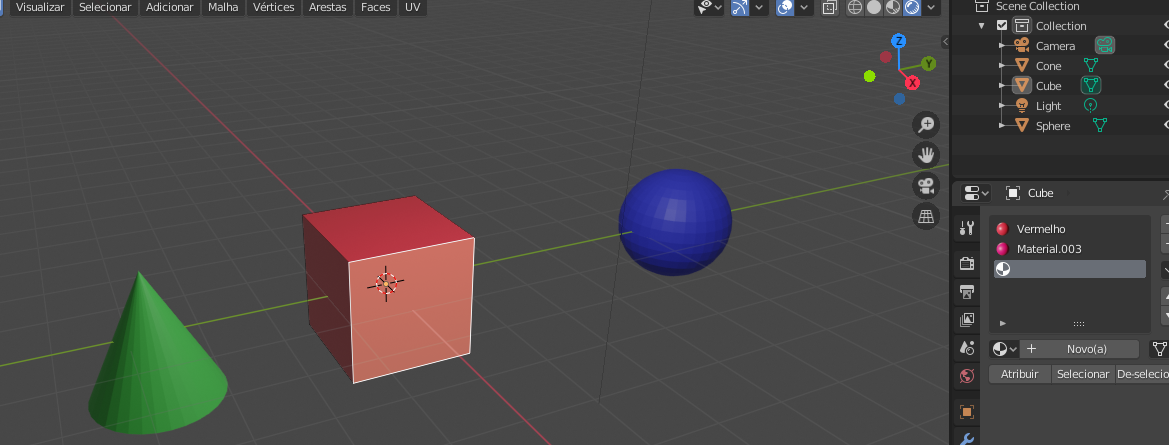 Visualizar Selecionar Adicionar Malha Vértices Arestas Faces UV
Z
Y
X
Scene Collection
Collection
Camera
Cone
Cube
Light
Sphere
Cube
Vermelho
Material.003
Novo(a)
Atribuir Selecionar De-selecio